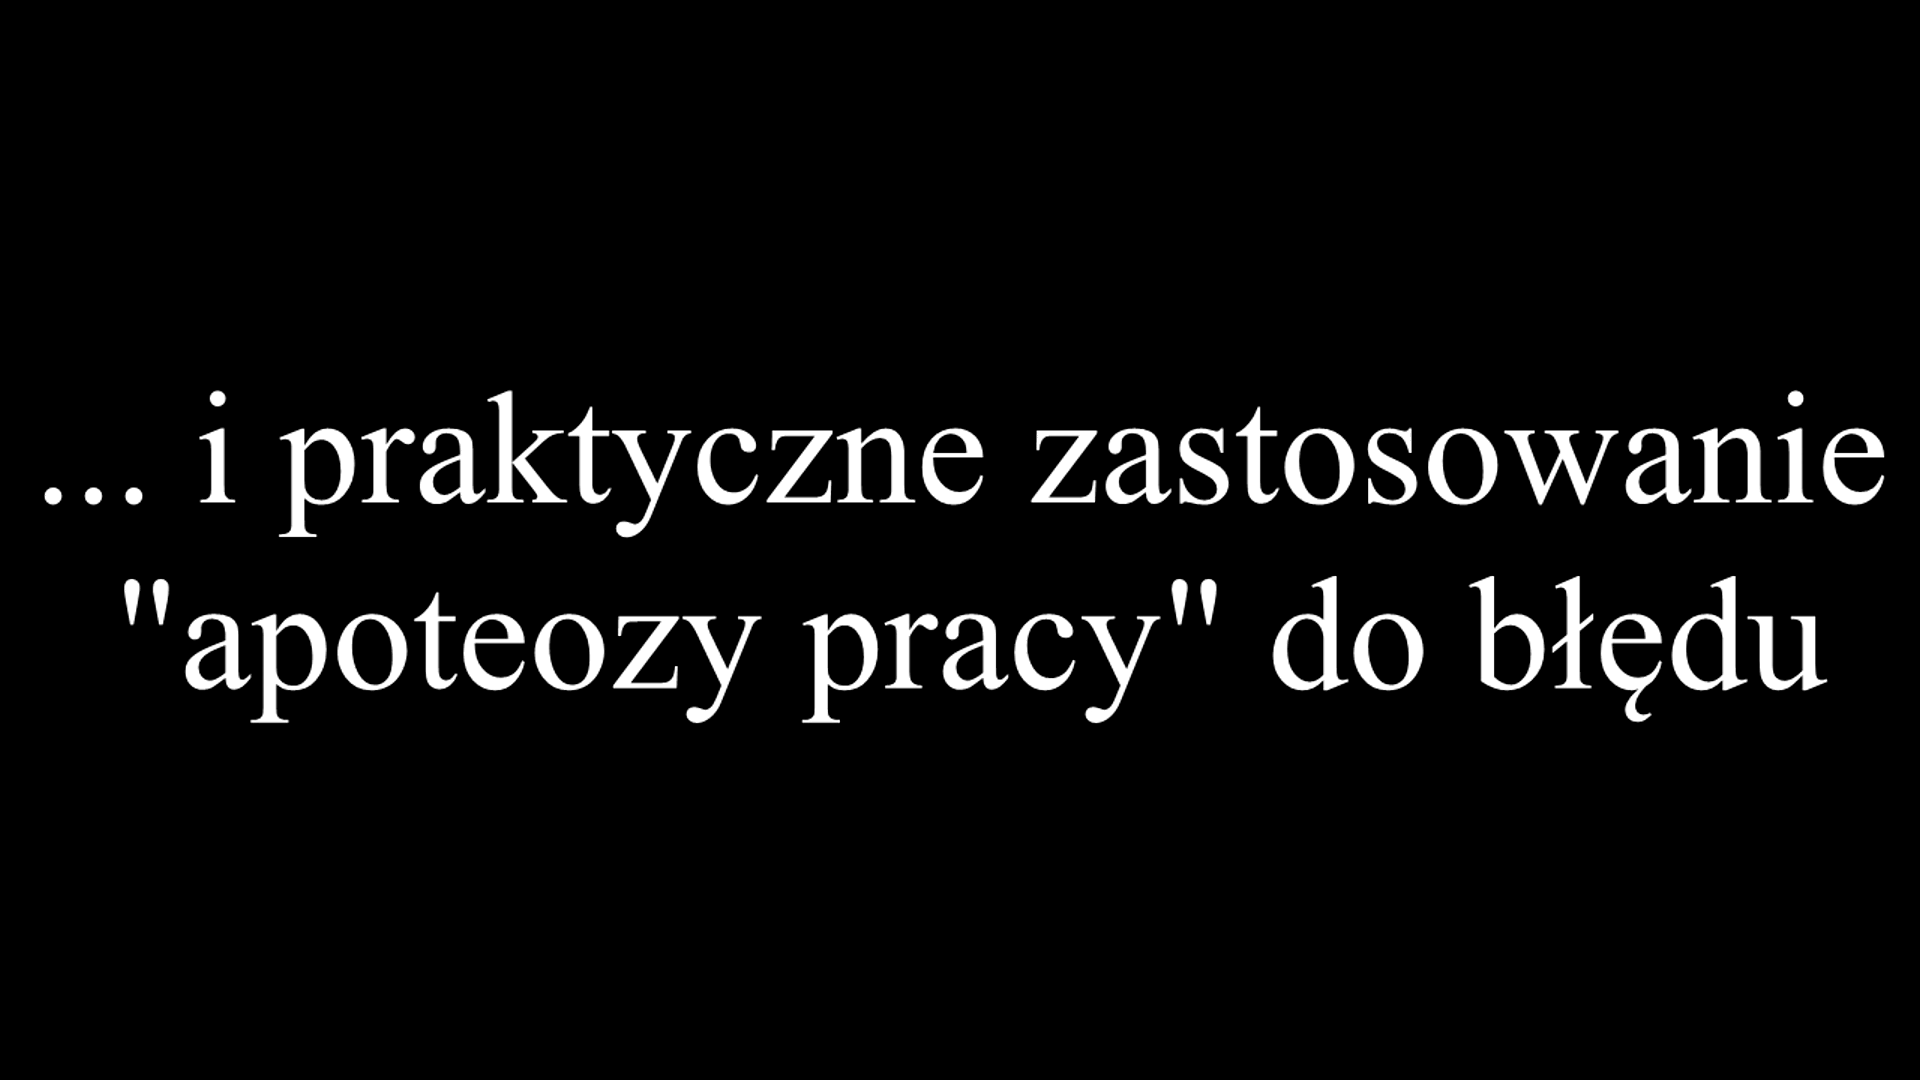 ... i praktyczne zastosowanie
"apoteozy pracy" do błędu